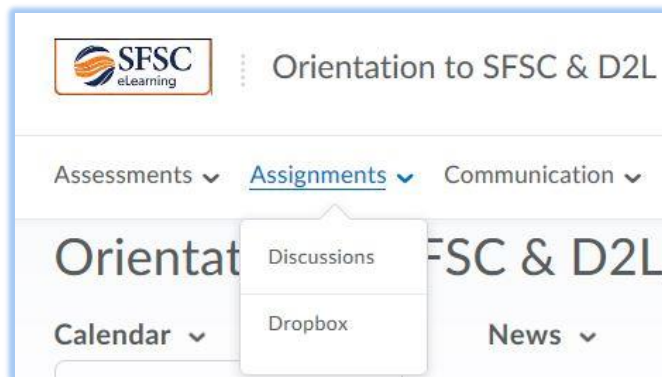 SFSC
eLearning
Orientation to SFSC & D2L
Assessments Assignments Communication
Orientat FSC & D2L
Discussions
Calendar News
Dropbox